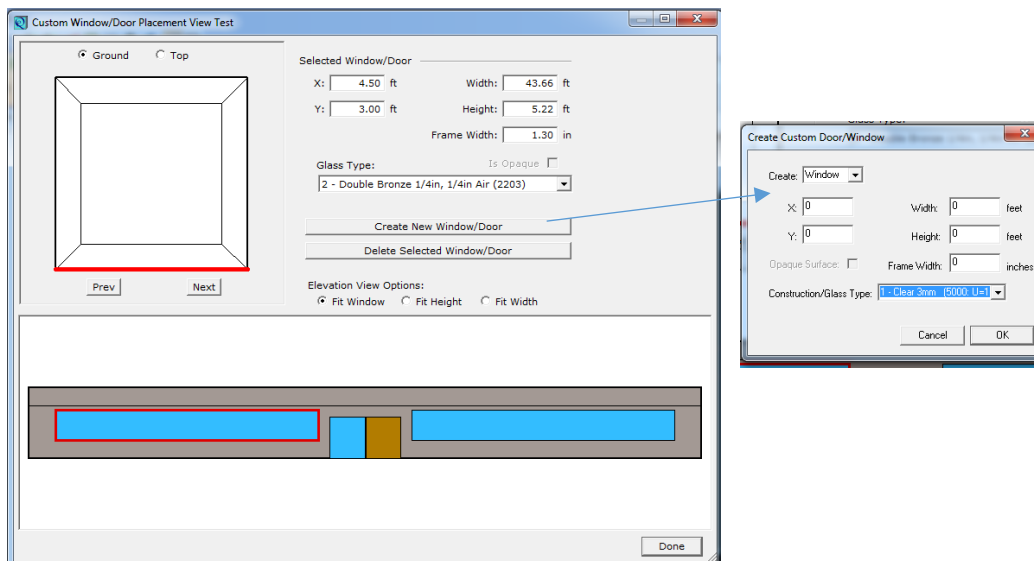 Custom Window/Door Placement View Test
Ground Top
Selected Window/Door
X: 4.50 ft Width: 43.66 ft
Y: 3.00 ft Height: 5.22 ft
Frame Width: 1.30 in
Glass Type: Is Opaque
2 - Double Bronze 1/4in, 1/4in Air (2203)
Create New Window/Door
Delete Selected Window/Door
Prev Next
Elevation View Options:
Fit Window Fit Height Fit Width
Done
Create Custom Door/Window
Create: Window
X: 0 Width: 0 feet
Y: 0 Height: 0 feet
Opaque Surface: Frame Width: 0 inches
Construction/Glass Type: 1 - Clear 3mm (5000: U=1
Cancel OK